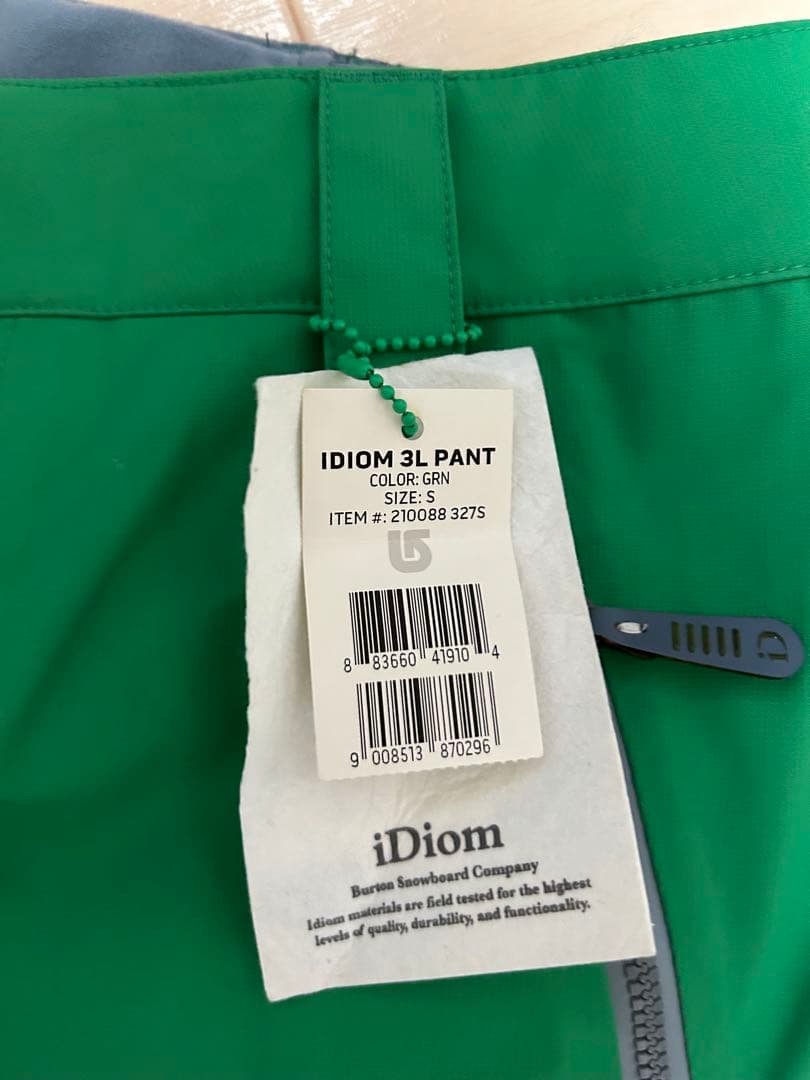 IDIOM 3L PANT
COLOR: GRN
SIZE: S
ITEM #: 210088 327S
8 83660 41910 4
9 008513 870296
iDiom
Burton Snowboard Company
Idiom materials are field tested for the highest
levels of quality, durability, and functionality.
iD